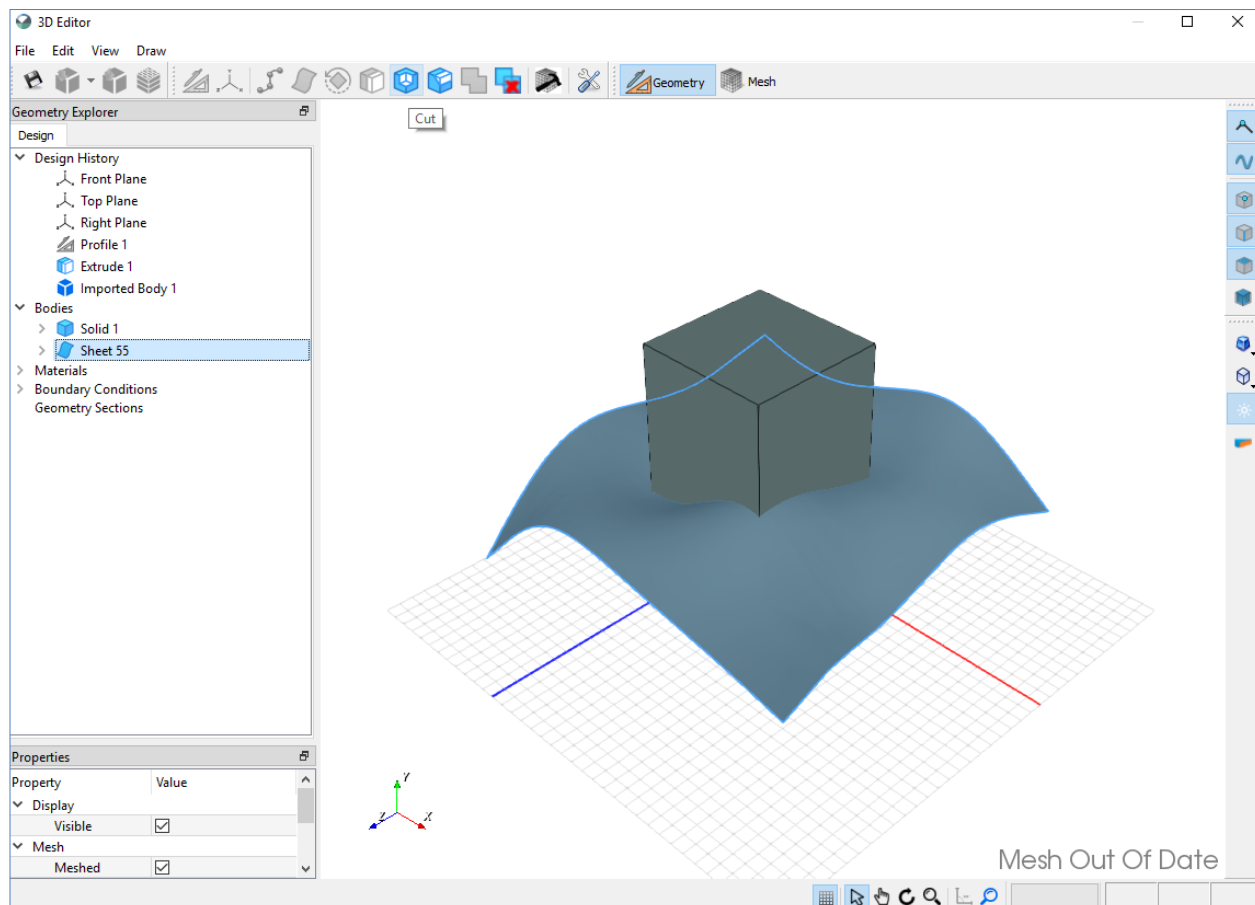 3D Editor
File Edit View Draw
Geometry Mesh
Geometry Explorer
Cut
Design
Design History
Front Plane
Top Plane
Right Plane
Profile 1
Extrude 1
Imported Body 1
Bodies
Solid 1
Sheet 55
Materials
Boundary Conditions
Geometry Sections
Properties
Property Value
Display
Visible
Mesh
Meshed
Y
Z X
Mesh Out Of Date